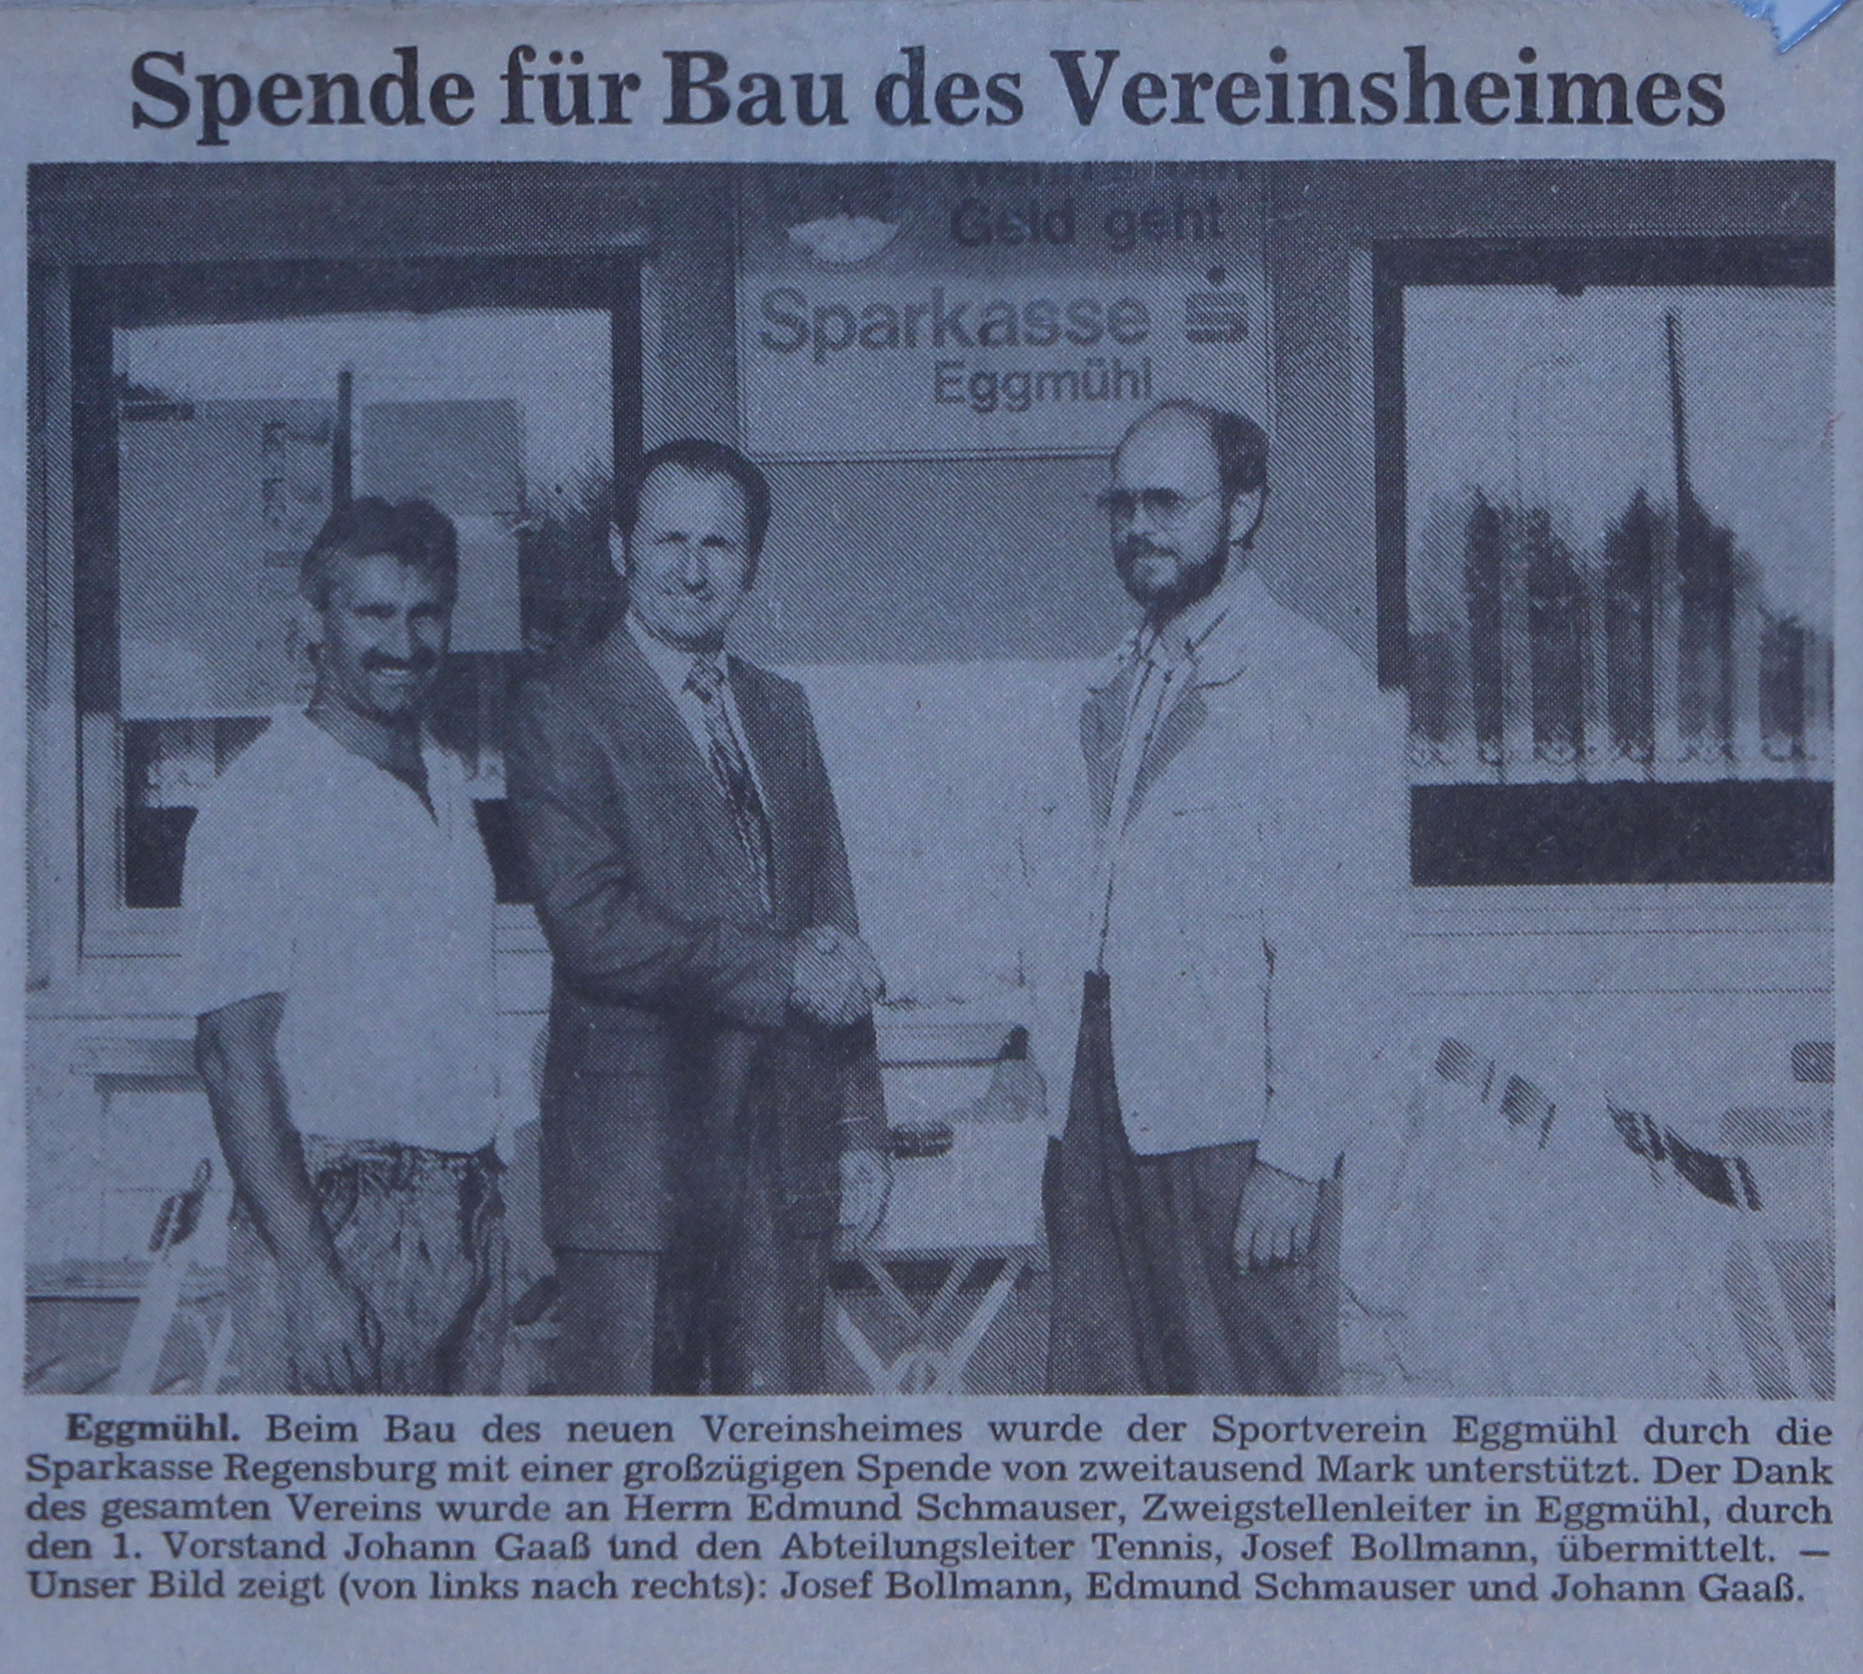 Spende für Bau des Vereinsheimes
Geld geht
Sparkasse
Eggmühl
Eggmühl. Beim Bau des neuen Vereinsheimes wurde der Sportverein Eggmühl durch die
Sparkasse Regensburg mit einer großzügigen Spende von zweitausend Mark unterstützt. Der Dank
des gesamten Vereins wurde an Herrn Edmund Schmauser, Zweigstellenleiter in Eggmühl, durch
den 1. Vorstand Johann Gaaß und den Abteilungsleiter Tennis, Josef Bollmann, übermittelt. —
Unser Bild zeigt (von links nach rechts): Josef Bollmann, Edmund Schmauser und Johann Gaaß.